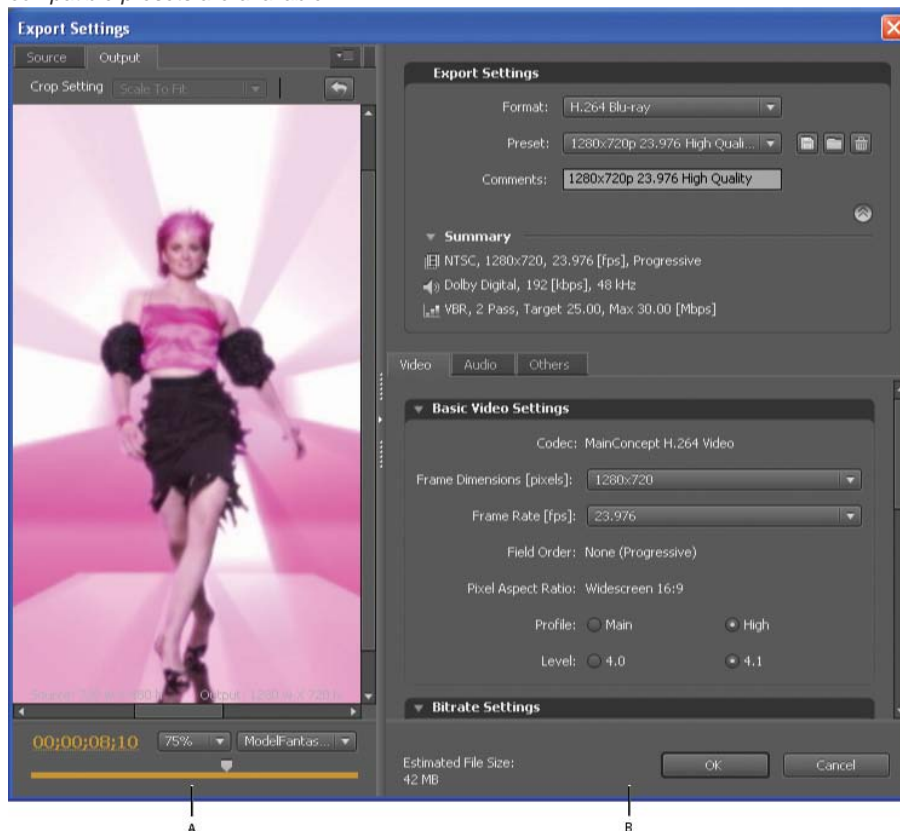 Export Settings
Source Output
Crop Setting Scale To Fit
00;00;08;10 75% ModelFantas...
Export Settings
Format: H.264 Blu-ray
Preset: 1280x720p 23.976 High Quali...
Comments: 1280x720p 23.976 High Quality
Summary
NTSC, 1280x720, 23.976 [fps], Progressive
Dolby Digital, 192 [kbps], 48 kHz
VBR, 2 Pass, Target 25.00, Max 30.00 [Mbps]
Video Audio Others
Basic Video Settings
Codec: MainConcept H.264 Video
Frame Dimensions [pixels]: 1280x720
Frame Rate [fps]: 23.976
Field Order: None (Progressive)
Pixel Aspect Ratio: Widescreen 16:9
Profile: Main High
Level: 4.0 4.1
Bitrate Settings
Estimated File Size:
42 MB
OK Cancel
A B